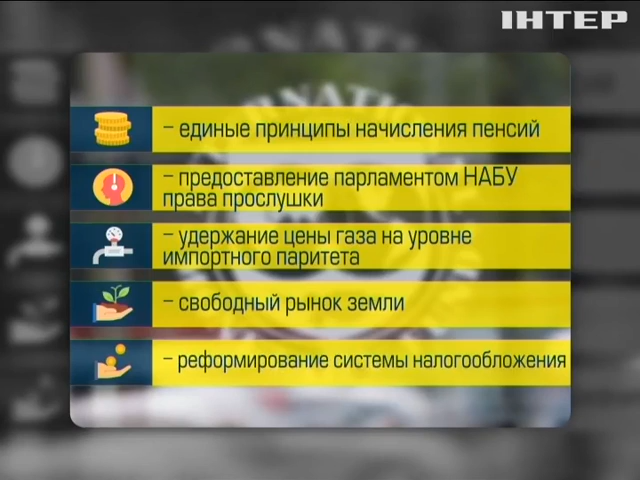 ІНТЕР
– единые принципы начисления пенсий
– предоставление парламентом НАБУ
права прослушки
– удержание цены газа на уровне
импортного паритета
– свободный рынок земли
– реформирование системы налогообложения